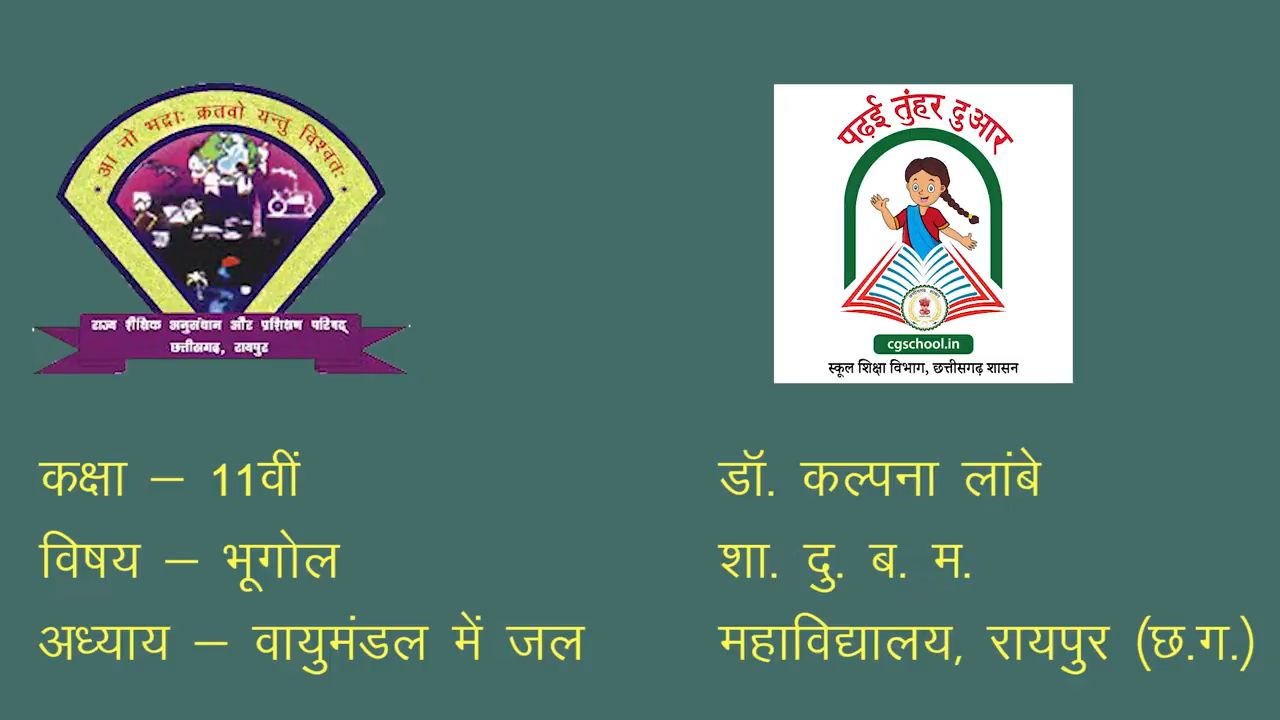 आ नो भद्राः क्रतवो यन्तु विश्वतः
राज्य शैक्षिक अनुसंधान और प्रशिक्षण परिषद्
छत्तीसगढ़, रायपुर
पढ़ई तुंहर दुआर
cgschool.in
स्कूल शिक्षा विभाग, छत्तीसगढ़ शासन
कक्षा – 11वीं
विषय – भूगोल
अध्याय – वायुमंडल में जल
डॉ. कल्पना लांबे
शा. दु. ब. म.
महाविद्यालय, रायपुर (छ.ग.)